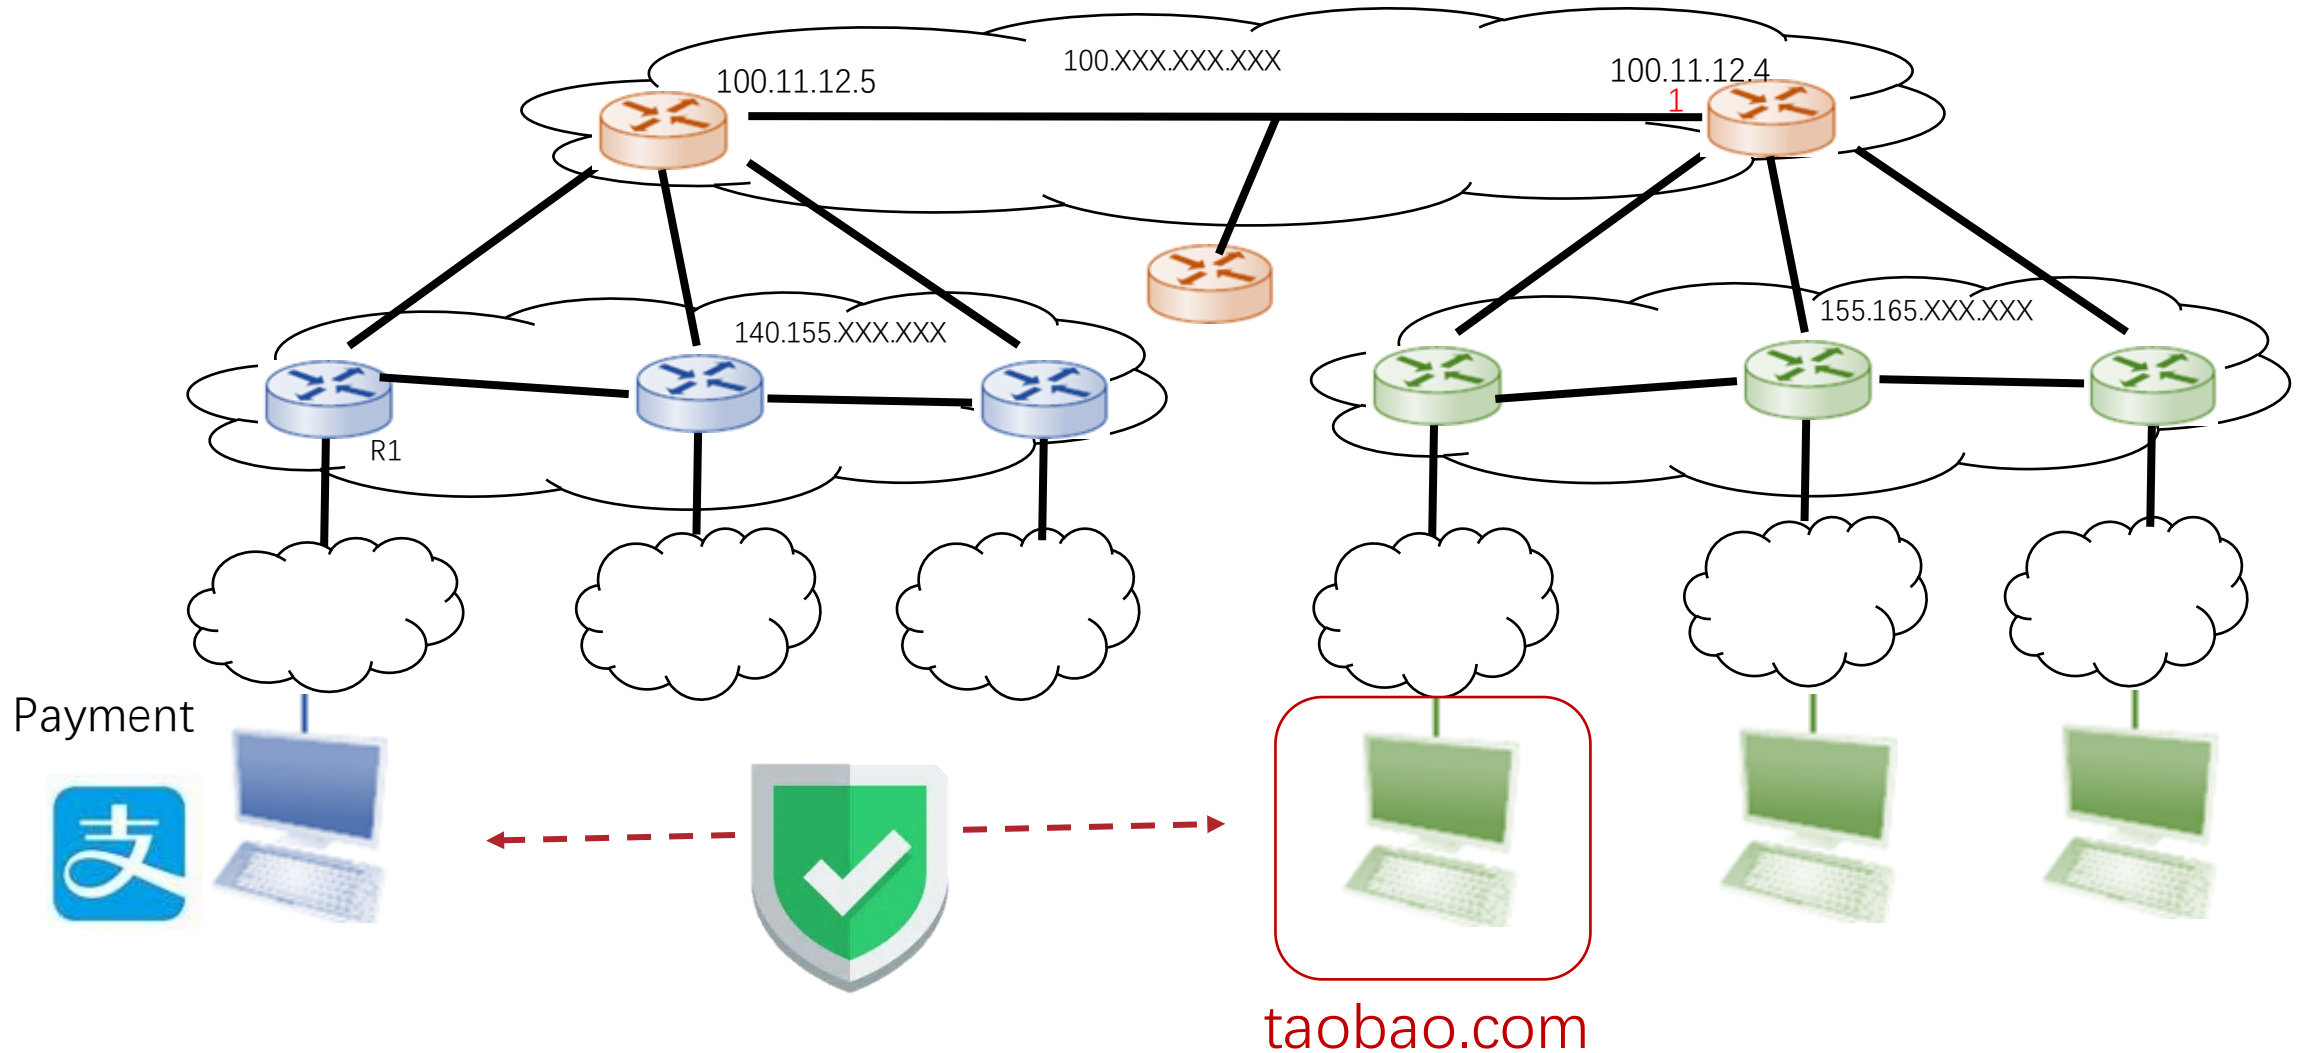 100.XXX.XXX.XXX
100.11.12.5
100.11.12.4
1
140.155.XXX.XXX
155.165.XXX.XXX
R1
Payment
支
taobao.com